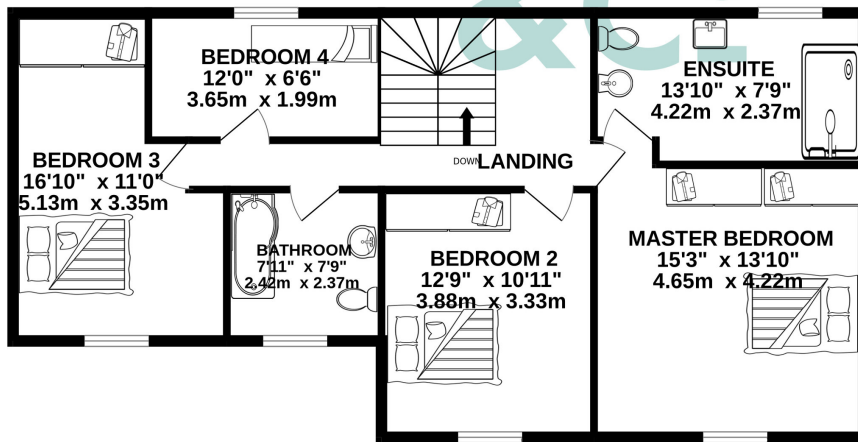 &C
BEDROOM 4
12'0" x 6'6"
3.65m x 1.99m
ENSUITE
13'10" x 7'9"
4.22m x 2.37m
BEDROOM 3
16'10" x 11'0"
5.13m x 3.35m
DOWN
LANDING
BATHROOM
7'11" x 7'9"
2.42m x 2.37m
BEDROOM 2
12'9" x 10'11"
3.88m x 3.33m
MASTER BEDROOM
15'3" x 13'10"
4.65m x 4.22m